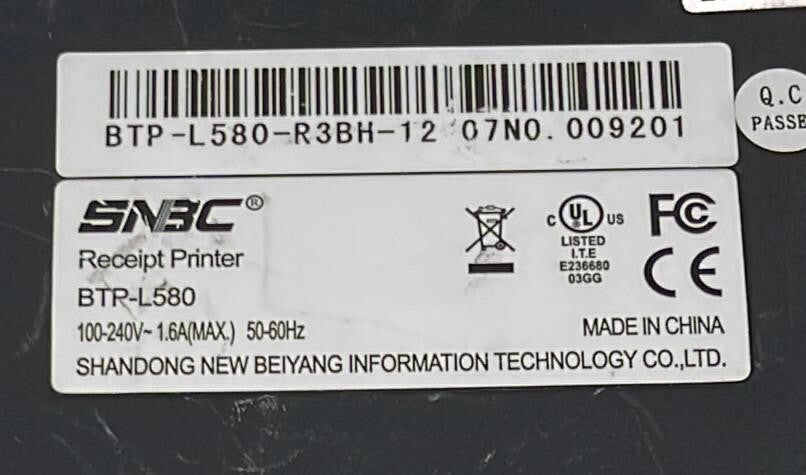 BTP-L580-R3BH-12 07NO.009201
Q.C
PASSE
SNBC®
Receipt Printer
BTP-L580
100-240V~ 1.6A(MAX.) 50-60Hz
C UL US
LISTED
I.T.E
E236680
03GG
FC
CE
MADE IN CHINA
SHANDONG NEW BEIYANG INFORMATION TECHNOLOGY CO.,LTD.